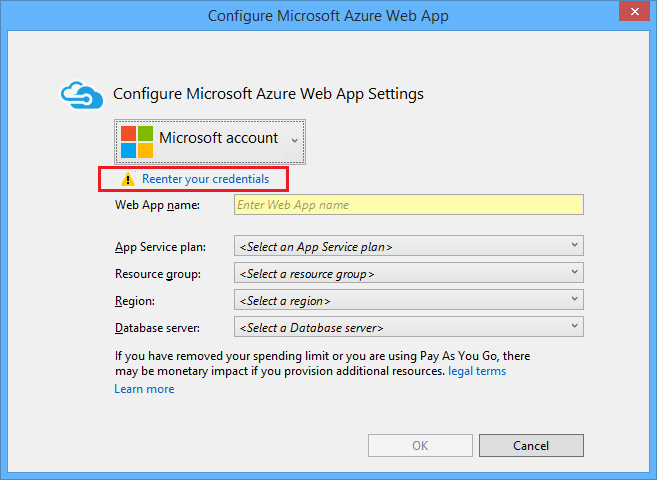 Configure Microsoft Azure Web App
Configure Microsoft Azure Web App Settings
Microsoft account
Reenter your credentials
Web App name: Enter Web App name
App Service plan: <Select an App Service plan>
Resource group: <Select a resource group>
Region: <Select a region>
Database server: <Select a Database server>
If you have removed your spending limit or you are using Pay As You Go, there
may be monetary impact if you provision additional resources. legal terms
Learn more
OK Cancel